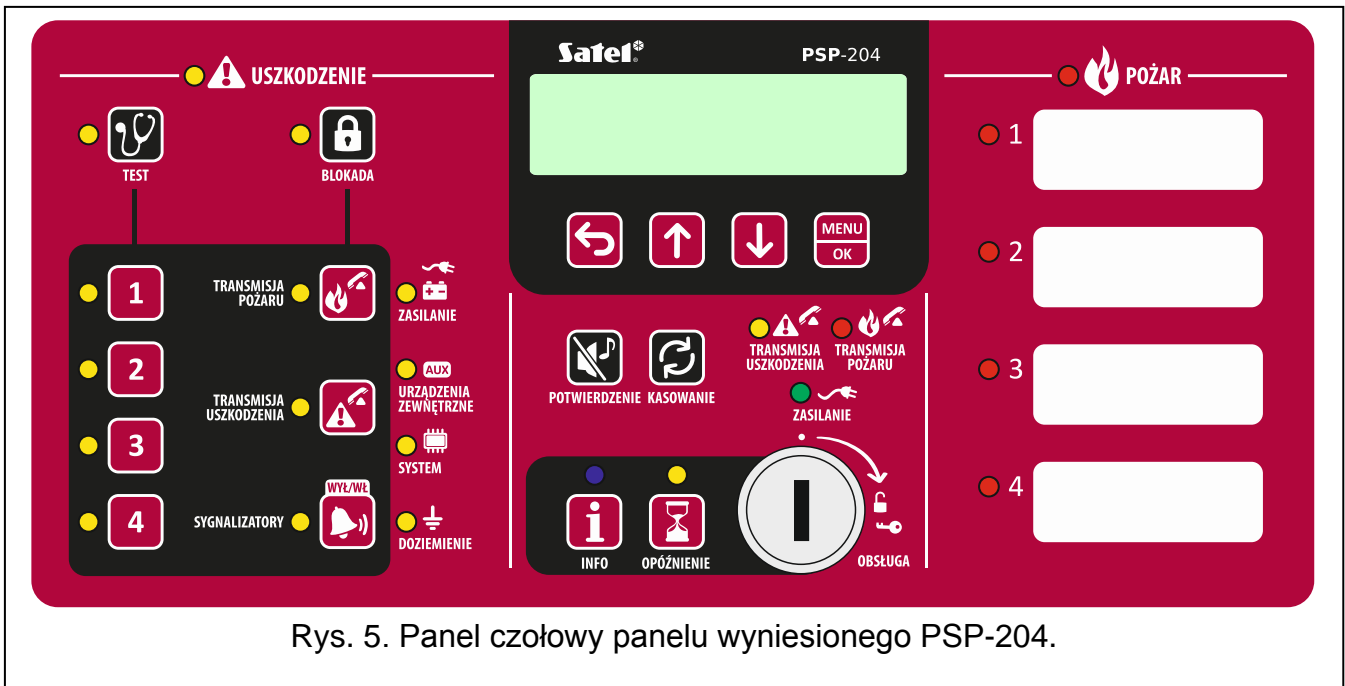 USZKODZENIE
TEST
BLOKADA
1
2
3
4
TRANSMISJA
POŻARU
TRANSMISJA
USZKODZENIA
WYŁ/WŁ
SYGNALIZATORY
ZASILANIE
AUX
URZĄDZENIA
ZEWNĘTRZNE
SYSTEM
DOZIEMIENIE
Satel®
PSP-204
MENU
OK
POTWIERDZENIE
KASOWANIE
TRANSMISJA
USZKODZENIA
TRANSMISJA
POŻARU
ZASILANIE
i
INFO
OPÓŹNIENIE
OBSŁUGA
POŻAR
1
2
3
4
Rys. 5. Panel czołowy panelu wyniesionego PSP-204.